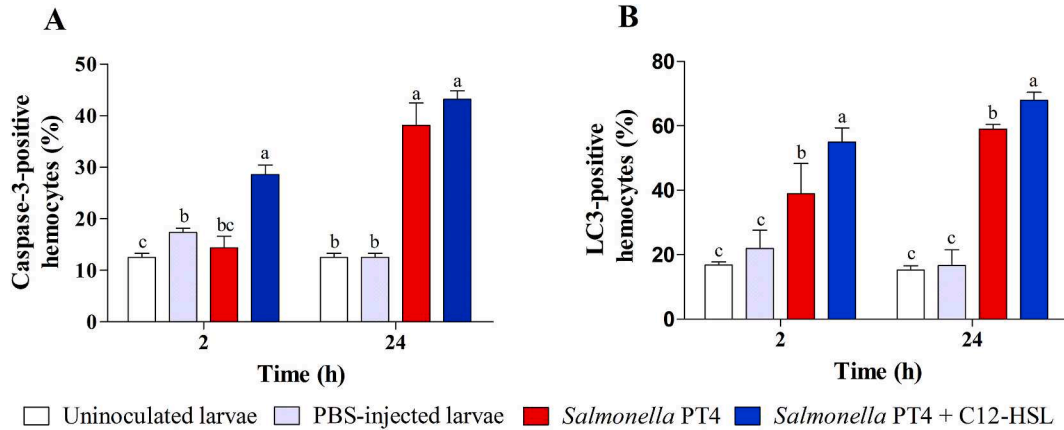 A
Caspase-3-positive
hemocytes (%)
50
40
30
20
10
0
c
b
bc
a
b
b
a
a
2
24
Time (h)
B
LC3-positive
hemocytes (%)
80
60
40
20
0
c
c
b
a
c
c
b
a
2
24
Time (h)
Uninoculated larvae PBS-injected larvae Salmonella PT4 Salmonella PT4 + C12-HSL